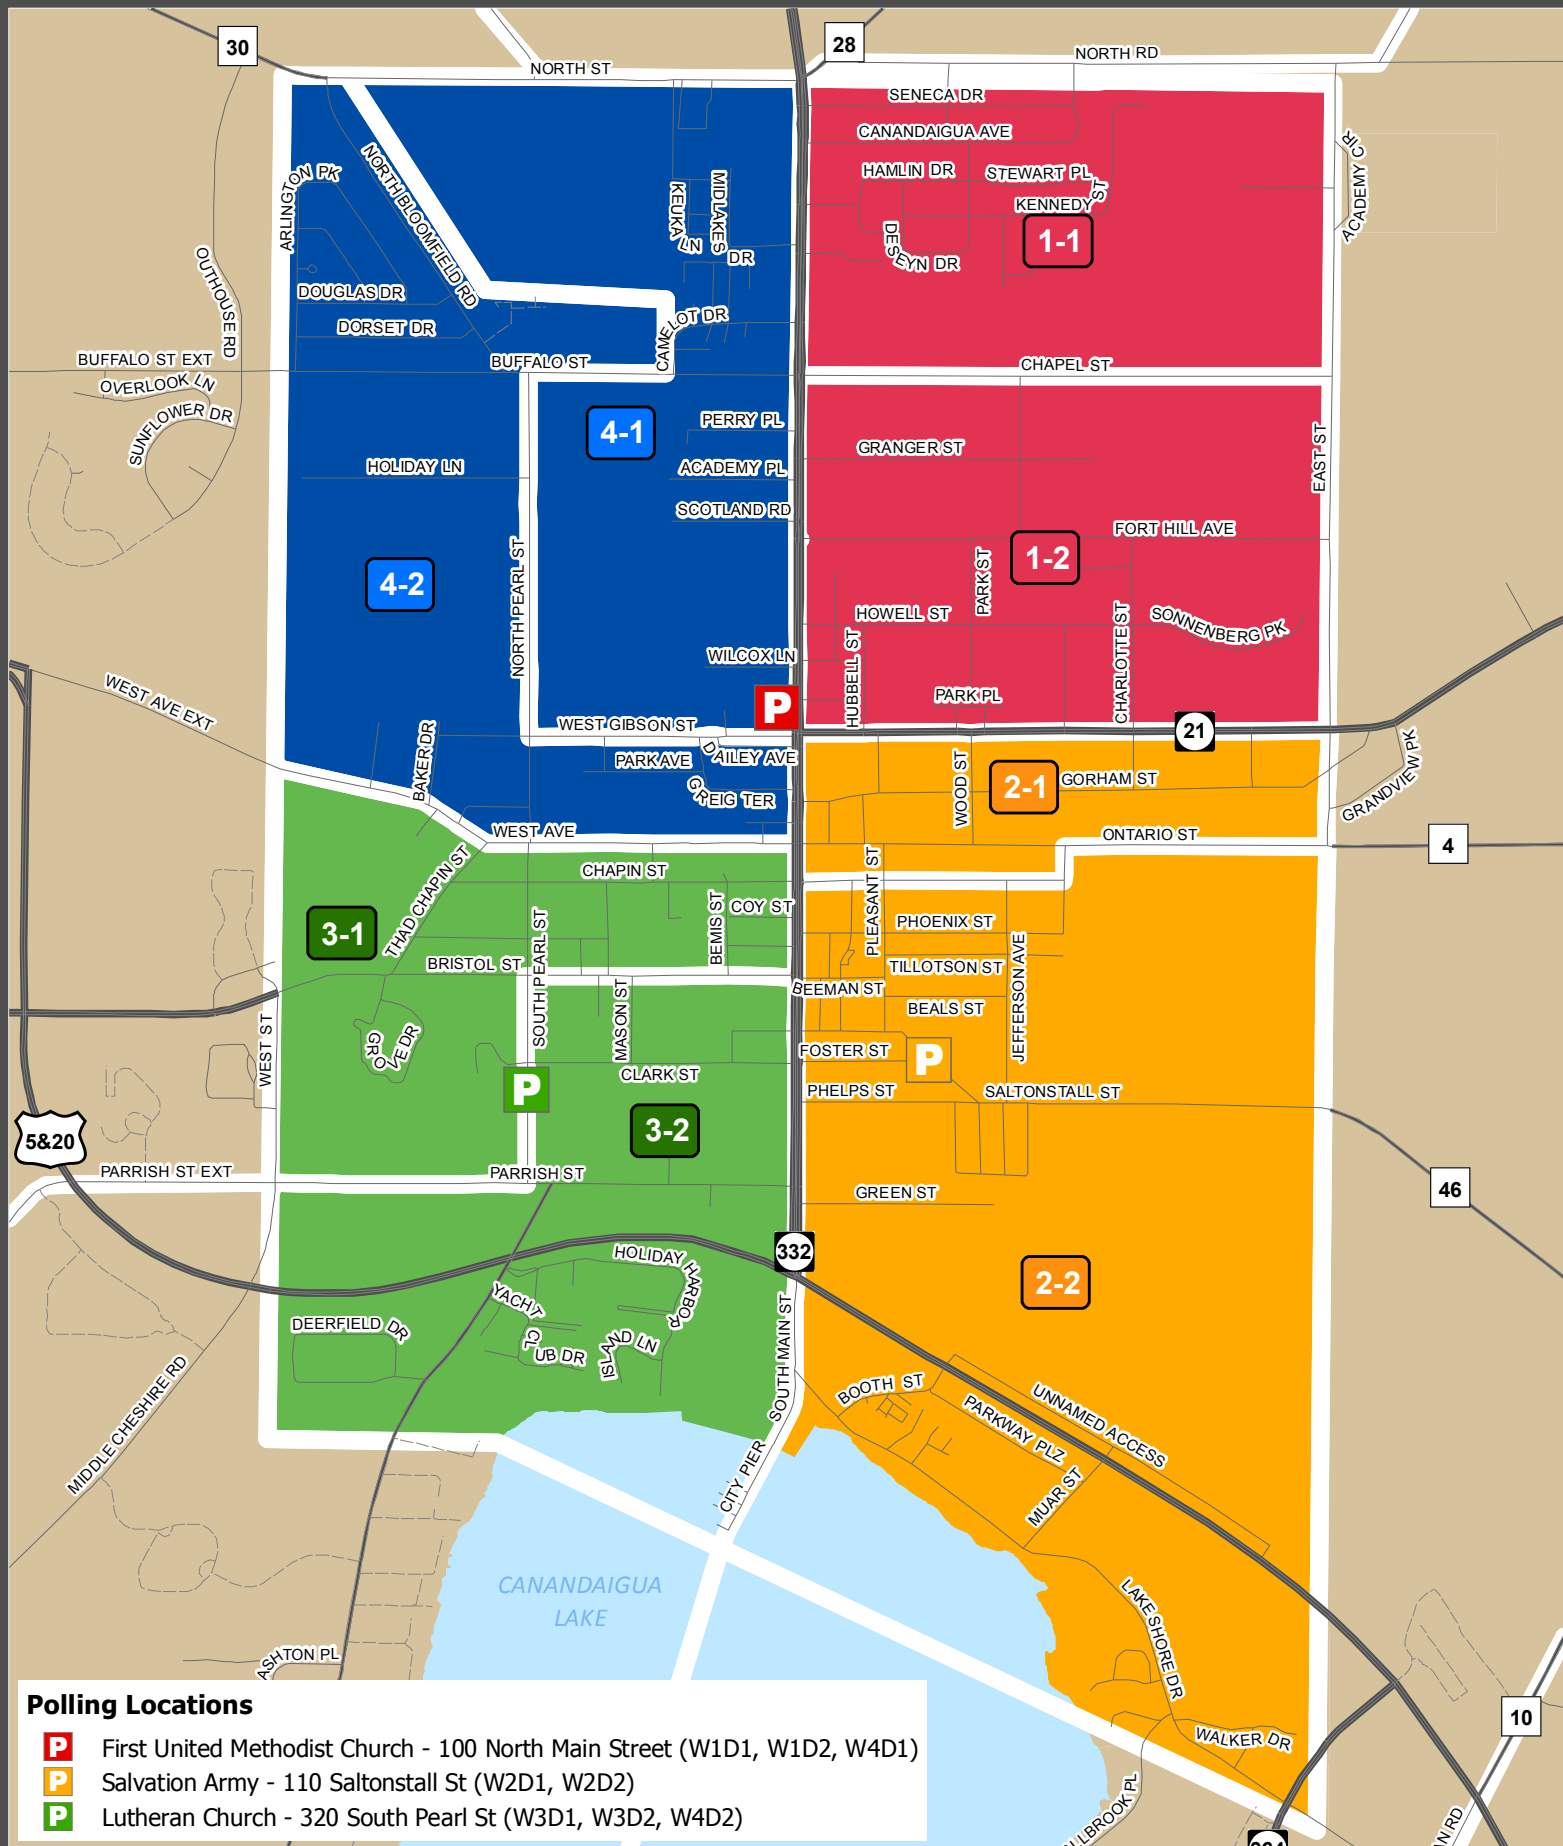 30
28
NORTH ST
NORTH RD
SENECA DR
CANANDAIGUA AVE
HAMLIN DR
STEWART PL
KENNEDY ST
ACADEMY CIR
ARLINGTON PK
NORTH BLOOMFIELD RD
KEUKA LN
MIDLAKES DR
1-1
DESEYN DR
OUTHOUSE RD
DOUGLAS DR
DORSET DR
CAMELOT DR
BUFFALO ST EXT
BUFFALO ST
CHAPEL ST
OVERLOOK LN
SUNFLOWER DR
4-1
PERRY PL
GRANGER ST
EAST ST
HOLIDAY LN
ACADEMY PL
SCOTLAND RD
FORT HILL AVE
4-2
NORTH PEARL ST
1-2
PARK ST
HOWELL ST
CHARLOTTE ST
SONNENBERG PK
WILCOX LN
HUBBELL ST
PARK PL
WEST AVE EXT
P
WEST GIBSON ST
21
BAKER DR
PARK AVE
DAILEY AVE
GREIG TER
WOOD ST
2-1
GORHAM ST
GRANDVIEW PK
WEST AVE
ONTARIO ST
4
THAD CHAPIN ST
CHAPIN ST
PLEASANT ST
3-1
SOUTH PEARL ST
BEMIS ST
COY ST
PHOENIX ST
BRISTOL ST
TILLOTSON ST
JEFFERSON AVE
BEEMAN ST
MASON ST
BEALS ST
WEST ST
GROVE DR
FOSTER ST
P
CLARK ST
P
PHELPS ST
SALTONSTALL ST
5&20
3-2
PARRISH ST EXT
PARRISH ST
GREEN ST
46
332
HOLIDAY HARBOR
2-2
YACHT CLUB DR
DEERFIELD DR
ISLAND LN
SOUTH MAIN ST
MIDDLE CHESHIRE RD
BOOTH ST
PARKWAY PLZ
UNNAMED ACCESS
CITY PIER
MUAR ST
CANANDAIGUA
LAKE
LAKE SHORE DR
ASHTON PL
WALKER DR
10
Polling Locations
P First United Methodist Church - 100 North Main Street (W1D1, W1D2, W4D1)
P Salvation Army - 110 Saltonstall St (W2D1, W2D2)
P Lutheran Church - 320 South Pearl St (W3D1, W3D2, W4D2)